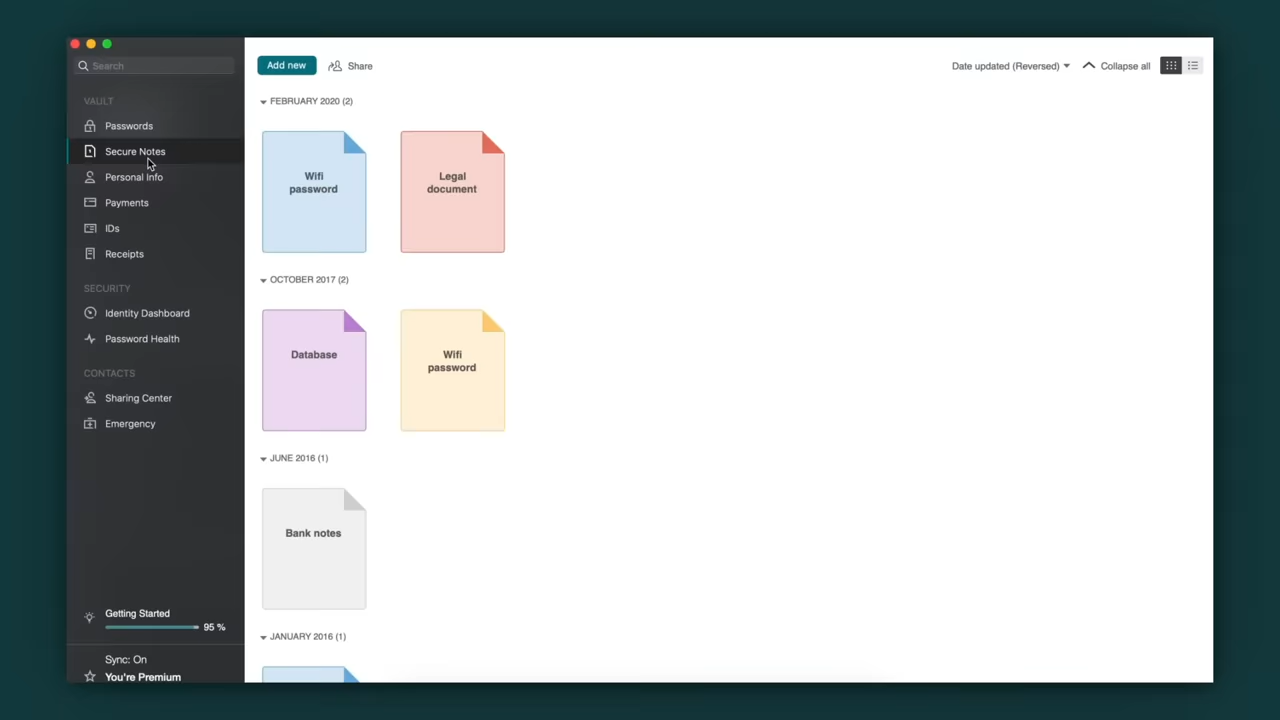 Search
VAULT
Passwords
Secure Notes
Personal Info
Payments
IDs
Receipts
SECURITY
Identity Dashboard
Password Health
CONTACTS
Sharing Center
Emergency
Getting Started
95 %
Sync: On
You're Premium
Add new
Share
Date updated (Reversed)
Collapse all
FEBRUARY 2020 (2)
Wifi
password
Legal
document
OCTOBER 2017 (2)
Database
Wifi
password
JUNE 2016 (1)
Bank notes
JANUARY 2016 (1)